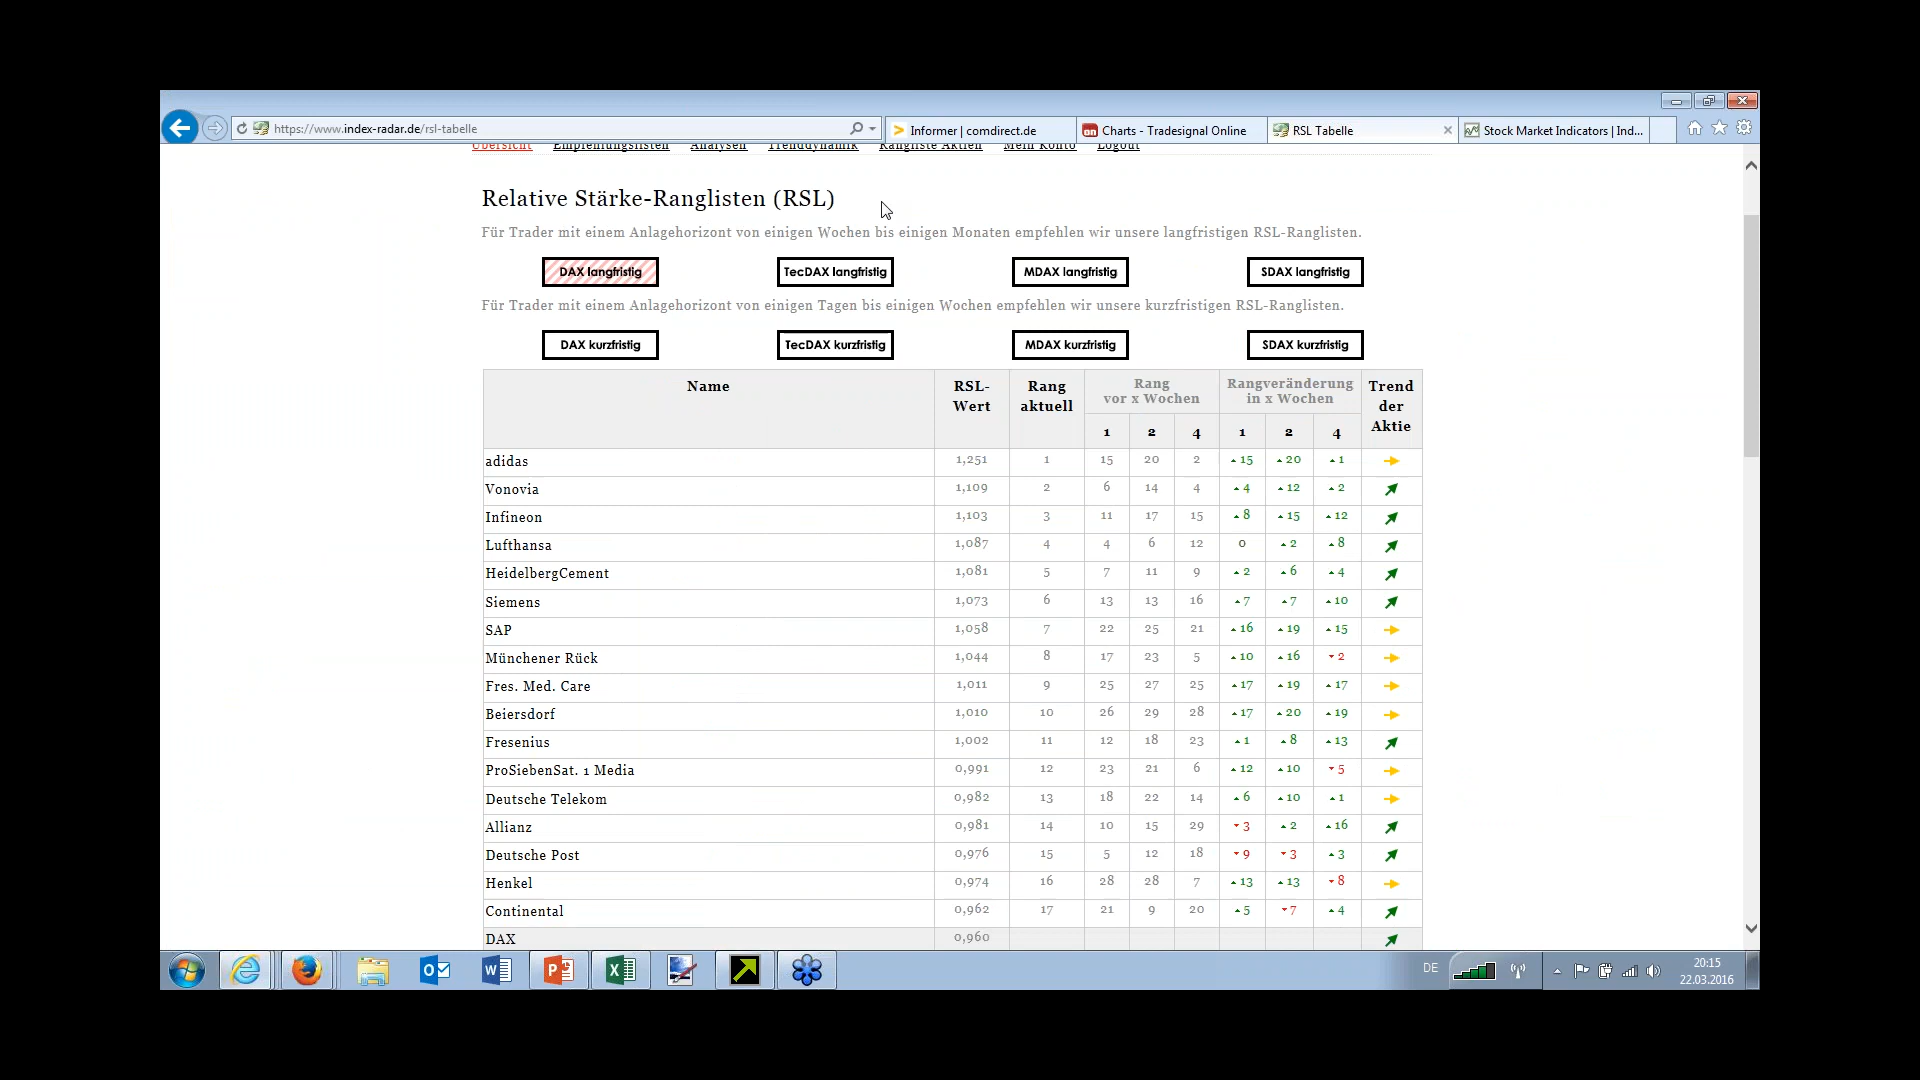 https://www.index-radar.de/rsl-tabelle
Informer | comdirect.de
Charts - Tradesignal Online
RSL Tabelle
Stock Market Indicators | Ind...
Übersicht Empfehlungslisten Analysen Trenddynamik Rangliste Aktien Mein Konto Logout
Relative Stärke-Ranglisten (RSL)
Für Trader mit einem Anlagehorizont von einigen Wochen bis einigen Monaten empfehlen wir unsere langfristigen RSL-Ranglisten.
DAX langfristig TecDAX langfristig MDAX langfristig SDAX langfristig
Für Trader mit einem Anlagehorizont von einigen Tagen bis einigen Wochen empfehlen wir unsere kurzfristigen RSL-Ranglisten.
DAX kurzfristig TecDAX kurzfristig MDAX kurzfristig SDAX kurzfristig
Name RSL-Wert Rang aktuell Rang vor x Wochen Rangveränderung in x Wochen Trend der Aktie
1 2 4 1 2 4
adidas 1,251 1 15 20 2 15 20 1
Vonovia 1,109 2 6 14 4 4 12 2
Infineon 1,103 3 11 17 15 8 15 12
Lufthansa 1,087 4 4 6 12 0 2 8
HeidelbergCement 1,081 5 7 11 9 2 6 4
Siemens 1,073 6 13 13 16 7 7 10
SAP 1,058 7 22 25 21 16 19 15
Münchener Rück 1,044 8 17 23 5 10 16 2
Fres. Med. Care 1,011 9 25 27 25 17 19 17
Beiersdorf 1,010 10 26 29 28 17 20 19
Fresenius 1,002 11 12 18 23 1 8 13
ProSiebenSat. 1 Media 0,991 12 23 21 6 12 10 5
Deutsche Telekom 0,982 13 18 22 14 6 10 1
Allianz 0,981 14 10 15 29 3 2 16
Deutsche Post 0,976 15 5 12 18 9 3 3
Henkel 0,974 16 28 28 7 13 13 8
Continental 0,962 17 21 9 20 5 7 4
DAX 0,960
DE
20:15
22.03.2016